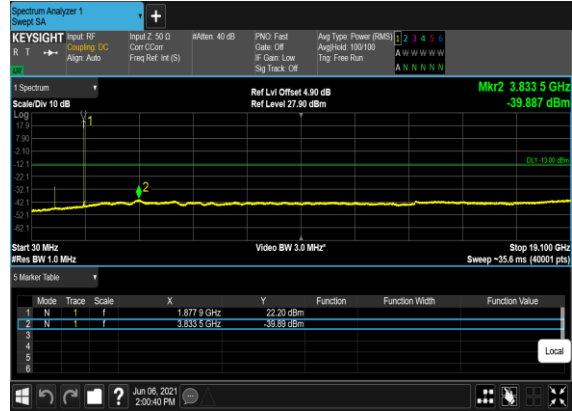 Spectrum Analyzer 1
Swept SA
KEYSIGHT Input: RF Input Z: 50 Ω #Atten: 40 dB PNO: Fast Avg Type: Power (RMS) 1 2 3 4 5 6
R T Coupling: DC Corr CCorr Gate: Off Avg|Hold: 100/100 A W W W W W
Align: Auto Freq Ref: Int (S) IF Gain: Low Trig: Free Run
LW Sig Track: Off A N N N N N
1 Spectrum Ref Lvl Offset 4.90 dB Mkr2 3.833 5 GHz
Scale/Div 10 dB Ref Level 27.90 dBm -39.887 dBm
Log
17.9
1
7.90
-2.10
-12.1 DL1 -13.00 dBm
-22.1
-32.1
2
-42.1
-52.1
-62.1
Start 30 MHz Video BW 3.0 MHz* Stop 19.100 GHz
#Res BW 1.0 MHz Sweep ~35.6 ms (40001 pts)
5 Marker Table
Mode Trace Scale X Y Function Function Width Function Value
1 N 1 f 1.877 9 GHz 22.20 dBm
2 N 1 f 3.833 5 GHz -39.89 dBm
3
4
5
6
Local
? Jun 06, 2021
2:00:40 PM